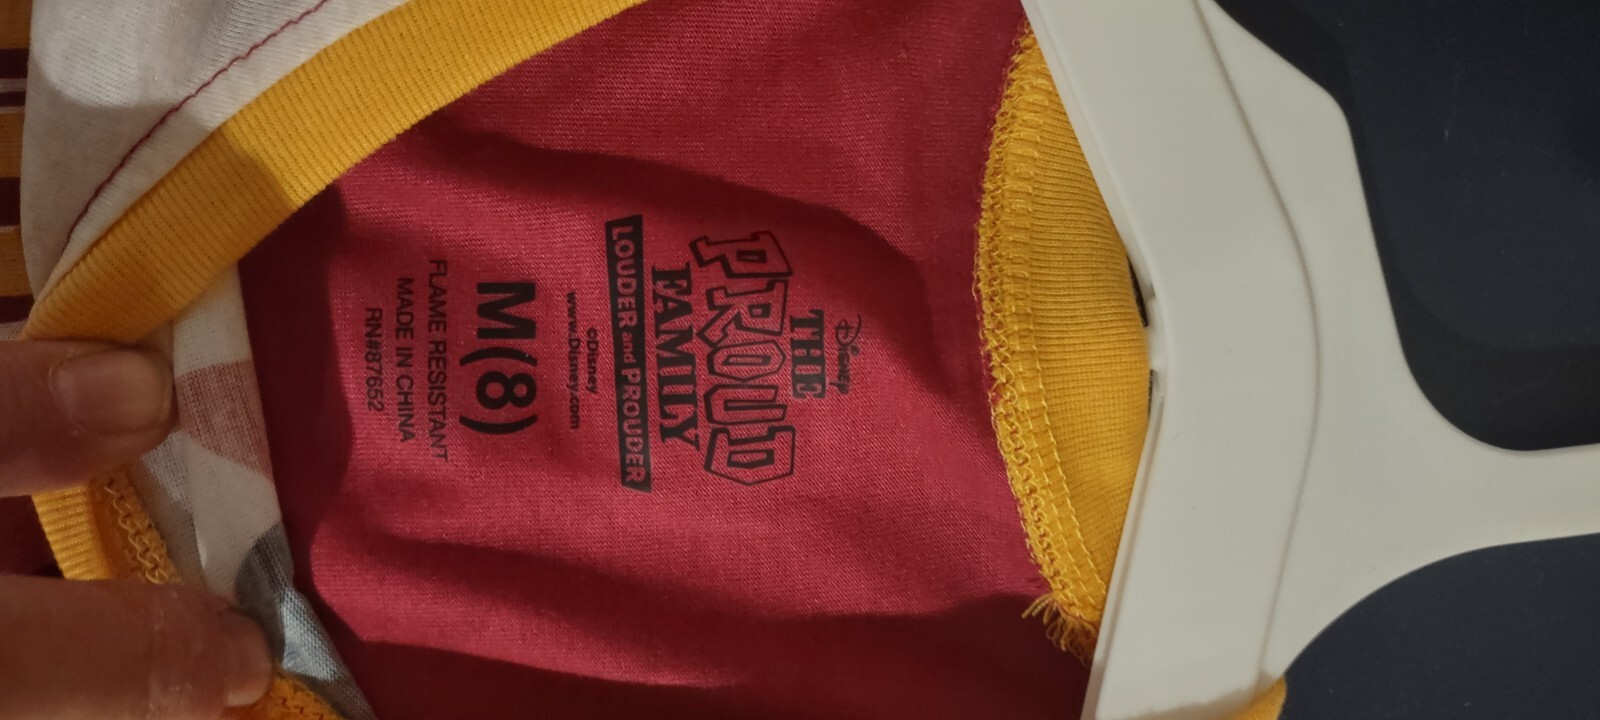 Disney
THE
PROUD
FAMILY
LOUDER and PROUDER
©Disney
www.Disney.com
M(8)
FLAME RESISTANT
MADE IN CHINA
RN#87652